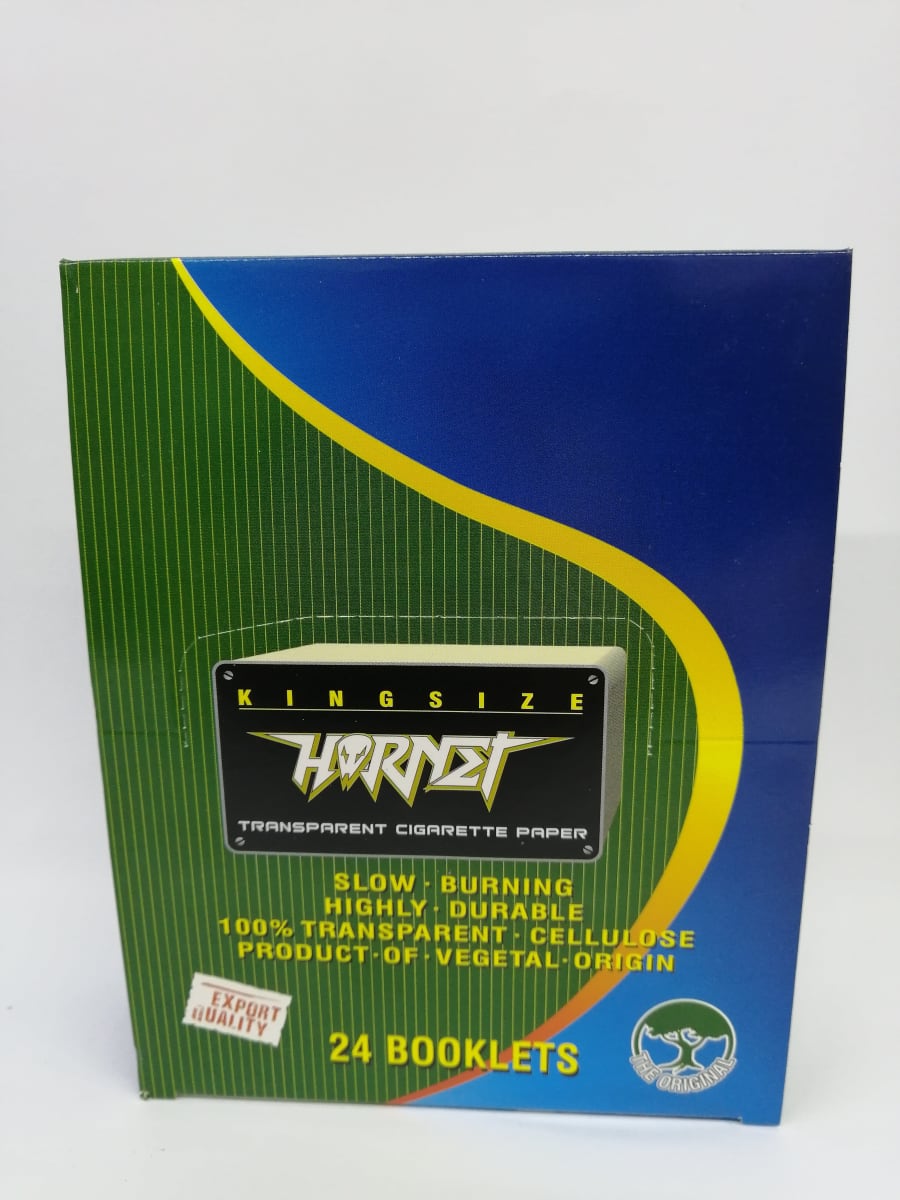 KINGSIZE
HORNET
TRANSPARENT CIGARETTE PAPER
SLOW · BURNING
HIGHLY · DURABLE
100% TRANSPARENT · CELLULOSE
PRODUCT · OF · VEGETAL · ORIGIN
EXPORT
QUALITY
24 BOOKLETS
THE ORIGINAL